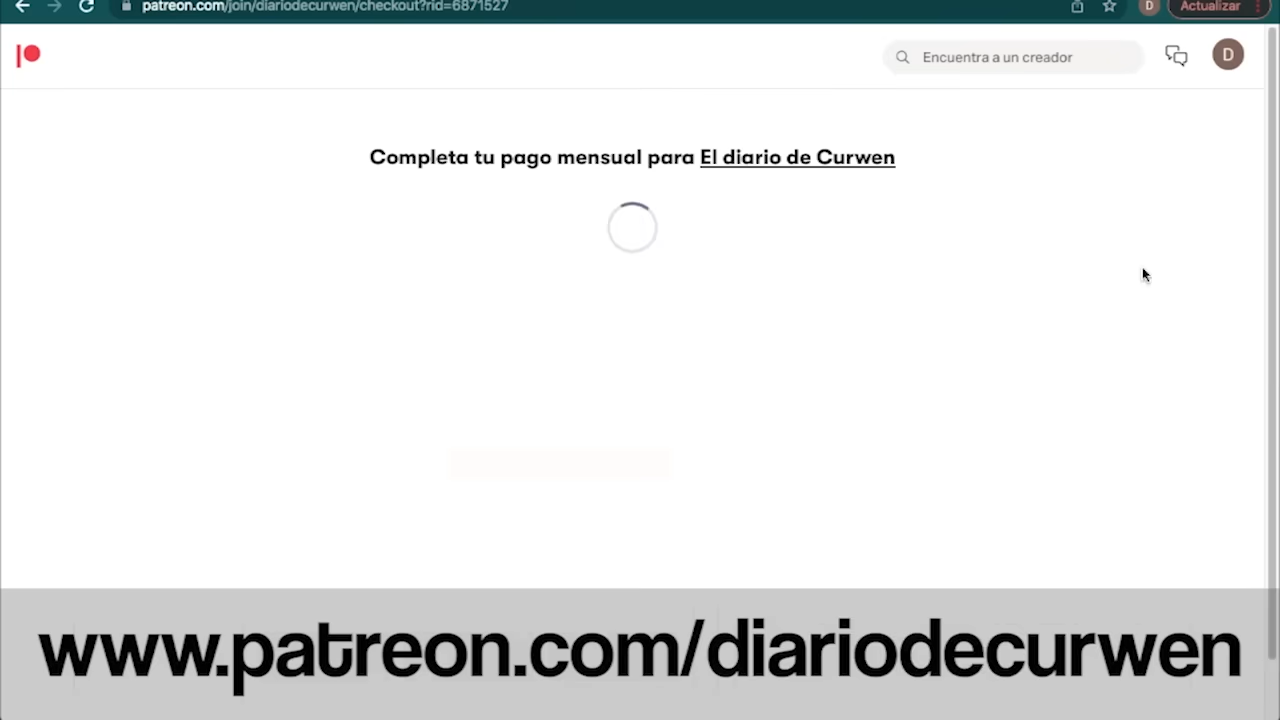 patreon.com/join/diariodecurwen/checkout?rid=6871527
D
Actualizar
Encuentra a un creador
D
Completa tu pago mensual para El diario de Curwen
www.patreon.com/diariodecurwen